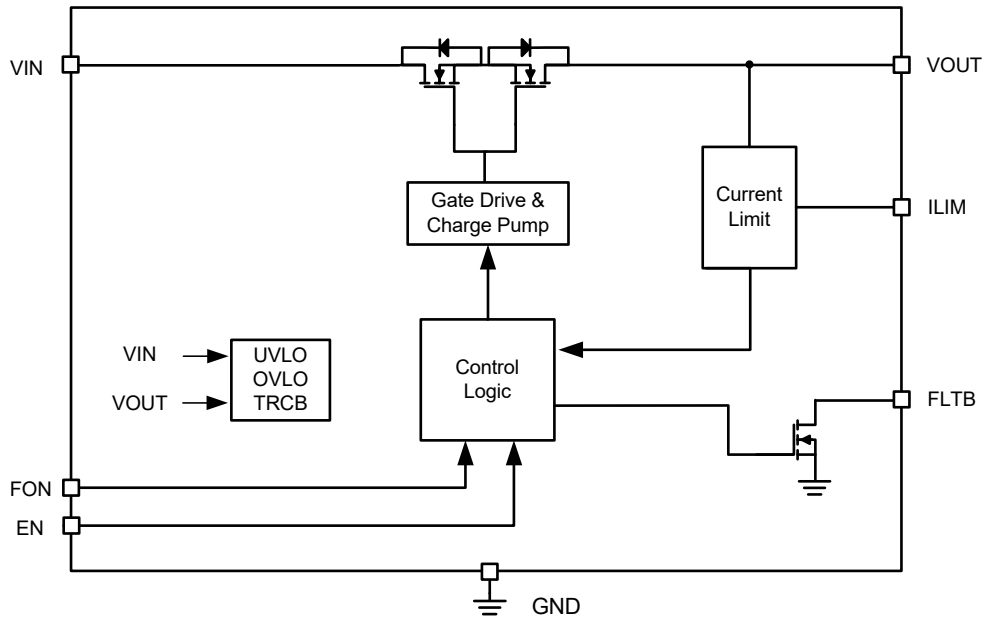 VIN
VOUT
Gate Drive &
Charge Pump
Current
Limit
ILIM
VIN
VOUT
UVLO
OVLO
TRCB
Control
Logic
FLTB
FON
EN
GND